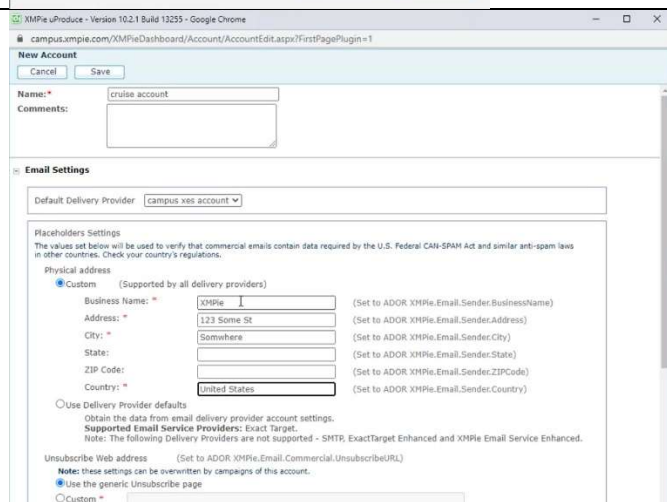 XMPie uProduce - Version 10.2.1 Build 13255 - Google Chrome
campus.xmpie.com/XMPieDashboard/Account/AccountEdit.aspx?FirstPagePlugin=1
New Account
Cancel Save
Name:* cruise account
Comments:
Email Settings
Default Delivery Provider campus xes account
Placeholders Settings
The values set below will be used to verify that commercial emails contain data required by the U.S. Federal CAN-SPAM Act and similar anti-spam laws
in other countries. Check your country's regulations.
Physical address
Custom (Supported by all delivery providers)
Business Name: * XMPie (Set to ADOR XMPie.Email.Sender.BusinessName)
Address: * 123 Some St (Set to ADOR XMPie.Email.Sender.Address)
City: * Somwhere (Set to ADOR XMPie.Email.Sender.City)
State: (Set to ADOR XMPie.Email.Sender.State)
ZIP Code: (Set to ADOR XMPie.Email.Sender.ZIPCode)
Country: * United States (Set to ADOR XMPie.Email.Sender.Country)
Use Delivery Provider defaults
Obtain the data from email delivery provider account settings.
Supported Email Service Providers: Exact Target.
Note: The following Delivery Providers are not supported - SMTP, ExactTarget Enhanced and XMPie Email Service Enhanced.
Unsubscribe Web address (Set to ADOR XMPie.Email.Commercial.UnsubscribeURL)
Note: these settings can be overwritten by campaigns of this account.
Use the generic Unsubscribe page
Custom *